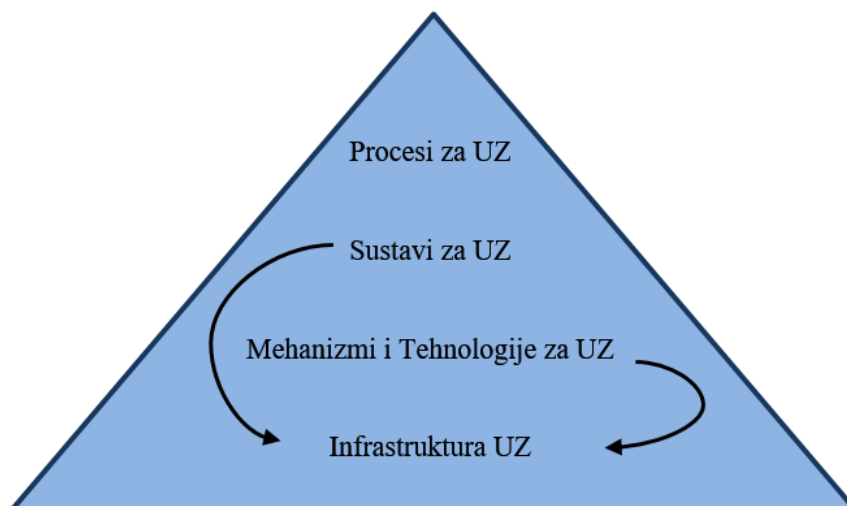 Procesi za UZ
Sustavi za UZ
Mehanizmi i Tehnologije za UZ
Infrastruktura UZ